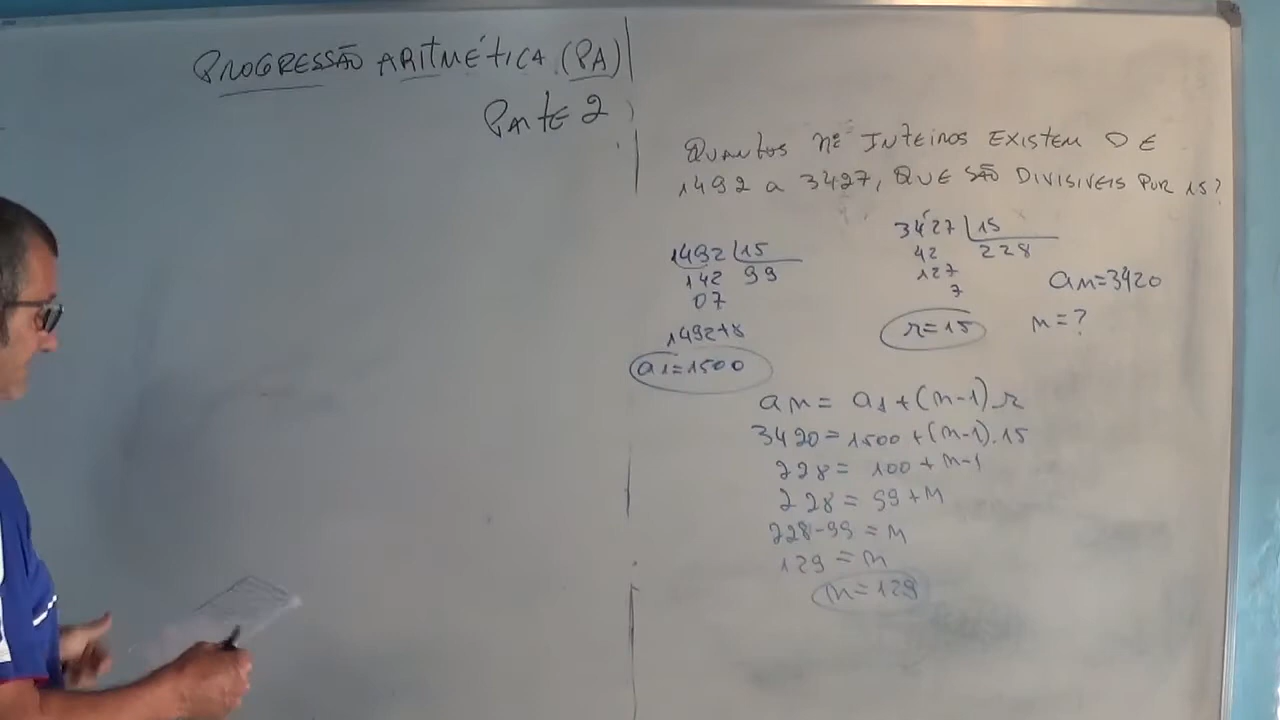 PROGRESSÃO ARITMÉTICA (PA)
PARTE 2
QUANTOS nºs INTEIROS EXISTEM DE
1492 a 3427, QUE SÃO DIVISIVEIS POR 15?
1492 15
142 99
07
1492+8
a1=1500
3427 15
42 228
127
7
r=15
an=3420
n=?
an= a1+(n-1).r
3420=1500+(n-1).15
228= 100+n-1
228= 99+n
228-99=n
129=n
n=129